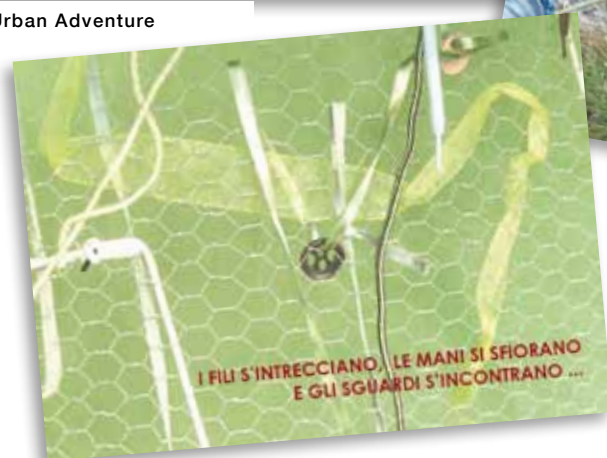 Urban Adventure
I FILI S'INTRECCIANO, LE MANI SI SFIORANO
E GLI SGUARDI S'INCONTRANO ...